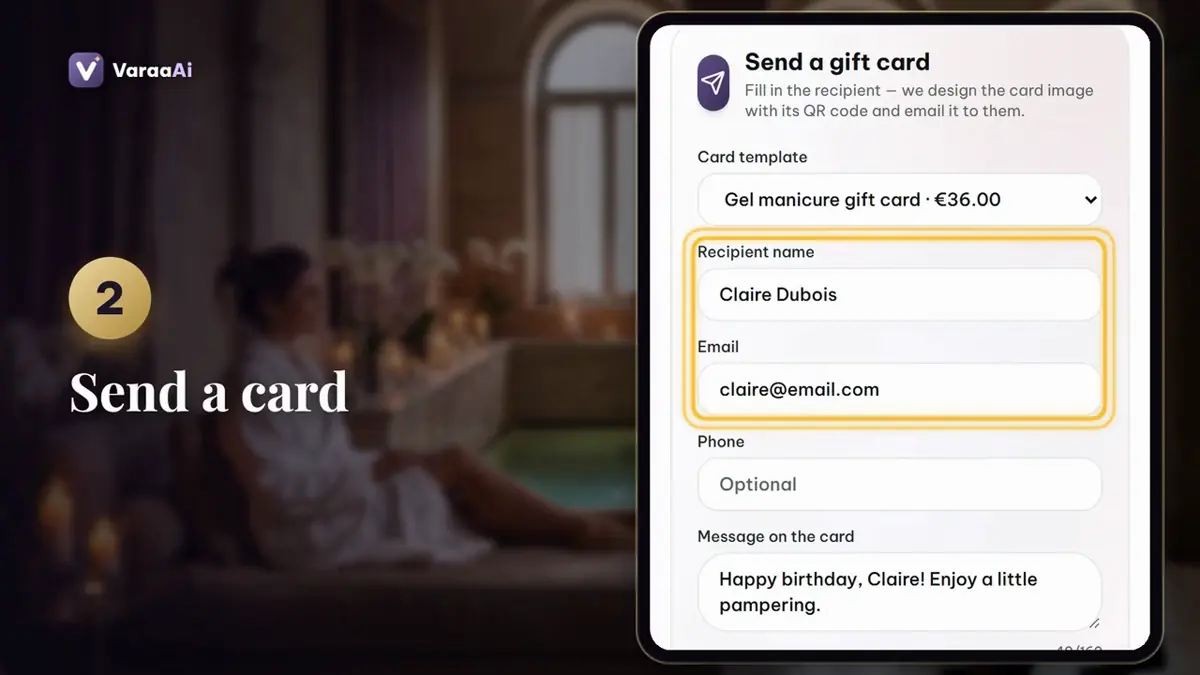 VaraaAi
2
Send a card
Send a gift card
Fill in the recipient — we design the card image
with its QR code and email it to them.
Card template
Gel manicure gift card · €36.00
Recipient name
Claire Dubois
Email
claire@email.com
Phone
Optional
Message on the card
Happy birthday, Claire! Enjoy a little
pampering.